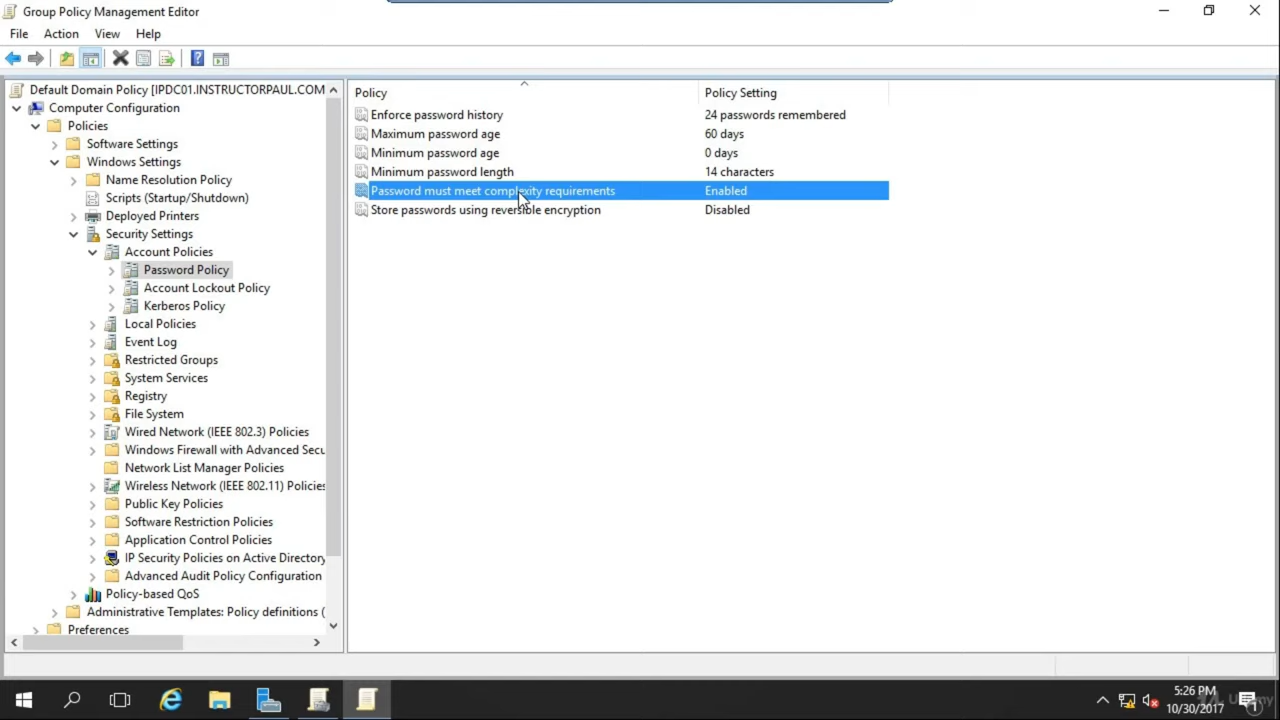 Group Policy Management Editor
File Action View Help
Default Domain Policy [IPDC01.INSTRUCTORPAUL.COM
Computer Configuration
Policies
Software Settings
Windows Settings
Name Resolution Policy
Scripts (Startup/Shutdown)
Deployed Printers
Security Settings
Account Policies
Password Policy
Account Lockout Policy
Kerberos Policy
Local Policies
Event Log
Restricted Groups
System Services
Registry
File System
Wired Network (IEEE 802.3) Policies
Windows Firewall with Advanced Secu
Network List Manager Policies
Wireless Network (IEEE 802.11) Policies
Public Key Policies
Software Restriction Policies
Application Control Policies
IP Security Policies on Active Directory
Advanced Audit Policy Configuration
Policy-based QoS
Administrative Templates: Policy definitions (
Preferences
Policy Policy Setting
Enforce password history 24 passwords remembered
Maximum password age 60 days
Minimum password age 0 days
Minimum password length 14 characters
Password must meet complexity requirements Enabled
Store passwords using reversible encryption Disabled
5:26 PM
10/30/2017
1